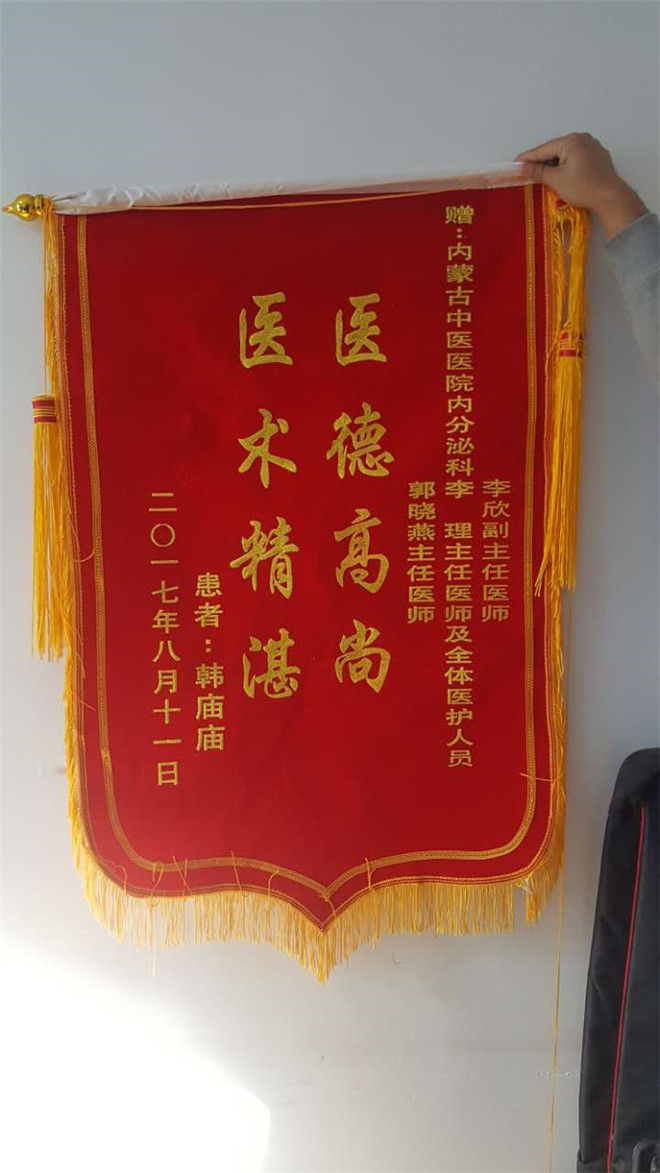 李欣副主任医师
赠：内蒙古中医医院内分泌科李 理主任医师及全体医护人员
郭晓燕主任医师
医德高尚
医术精湛
患者：韩庙庙
二〇一七年八月十一日